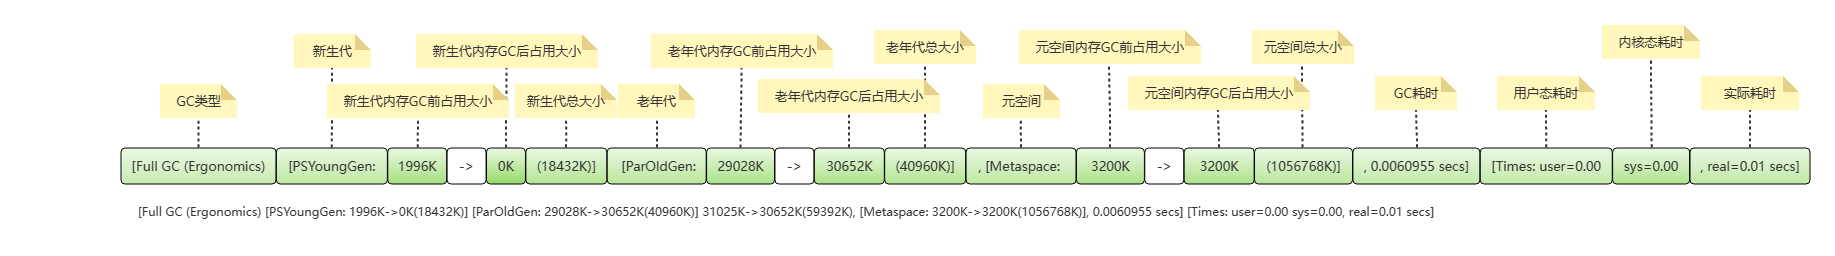 内核态耗时
新生代 新生代内存GC后占用大小 老年代内存GC前占用大小 老年代总大小 元空间内存GC前占用大小 元空间总大小
GC类型 新生代内存GC前占用大小 新生代总大小 老年代 老年代内存GC后占用大小 元空间 元空间内存GC后占用大小 GC耗时 用户态耗时 实际耗时
[Full GC (Ergonomics) [PSYoungGen: 1996K -> 0K (18432K)] [ParOldGen: 29028K -> 30652K (40960K)] , [Metaspace: 3200K -> 3200K (1056768K)] , 0.0060955 secs] [Times: user=0.00 sys=0.00 , real=0.01 secs]
[Full GC (Ergonomics) [PSYoungGen: 1996K->0K(18432K)] [ParOldGen: 29028K->30652K(40960K)] 31025K->30652K(59392K), [Metaspace: 3200K->3200K(1056768K)], 0.0060955 secs] [Times: user=0.00 sys=0.00, real=0.01 secs]